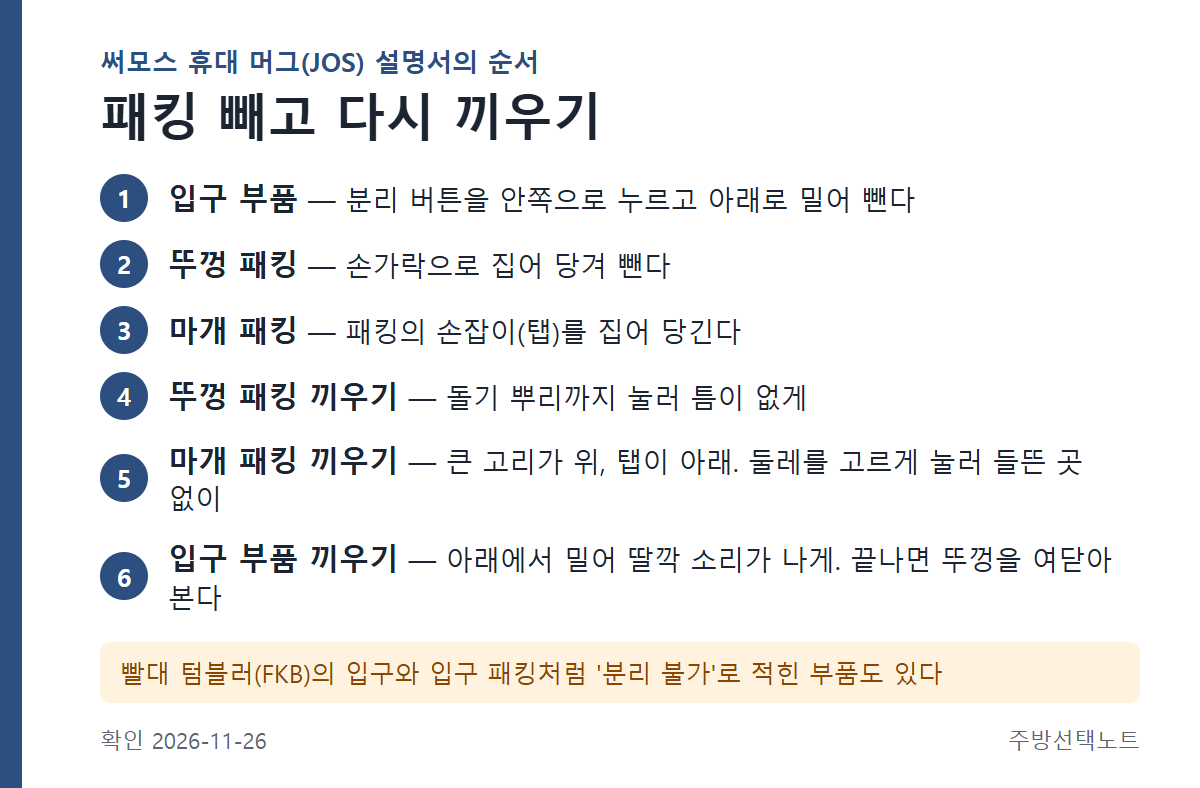 써모스 휴대 머그(JOS) 설명서의 순서
패킹 빼고 다시 끼우기
1 입구 부품 — 분리 버튼을 안쪽으로 누르고 아래로 밀어 뺀다
2 뚜껑 패킹 — 손가락으로 집어 당겨 뺀다
3 마개 패킹 — 패킹의 손잡이(탭)를 집어 당긴다
4 뚜껑 패킹 끼우기 — 돌기 뿌리까지 눌러 틈이 없게
5 마개 패킹 끼우기 — 큰 고리가 위, 탭이 아래. 둘레를 고르게 눌러 들뜬 곳
없이
6 입구 부품 끼우기 — 아래에서 밀어 딸깍 소리가 나게. 끝나면 뚜껑을 여닫아
본다
빨대 텀블러(FKB)의 입구와 입구 패킹처럼 '분리 불가'로 적힌 부품도 있다
확인 2026-11-26
주방선택노트